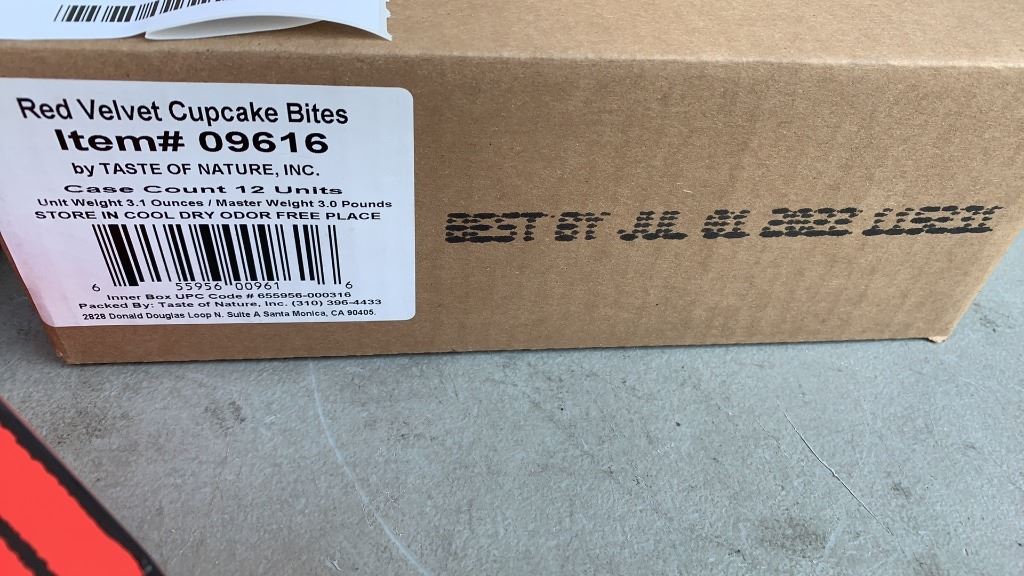 Red Velvet Cupcake Bites
Item# 09616
by TASTE OF NATURE, INC.
Case Count 12 Units
Unit Weight 3.1 Ounces / Master Weight 3.0 Pounds
STORE IN COOL DRY ODOR FREE PLACE
6 55956 00961 6
Inner Box UPC Code # 655956-000316
Packed By: Taste of Nature, Inc. (310) 396-4433
2828 Donald Douglas Loop N. Suite A Santa Monica, CA 90405.
BEST BY JUL 2022